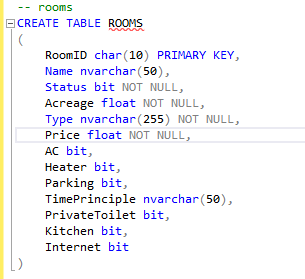 -- rooms
CREATE TABLE ROOMS
(
RoomID char(10) PRIMARY KEY,
Name nvarchar(50),
Status bit NOT NULL,
Acreage float NOT NULL,
Type nvarchar(255) NOT NULL,
Price float NOT NULL,
AC bit,
Heater bit,
Parking bit,
TimePrinciple nvarchar(50),
PrivateToilet bit,
Kitchen bit,
Internet bit
)